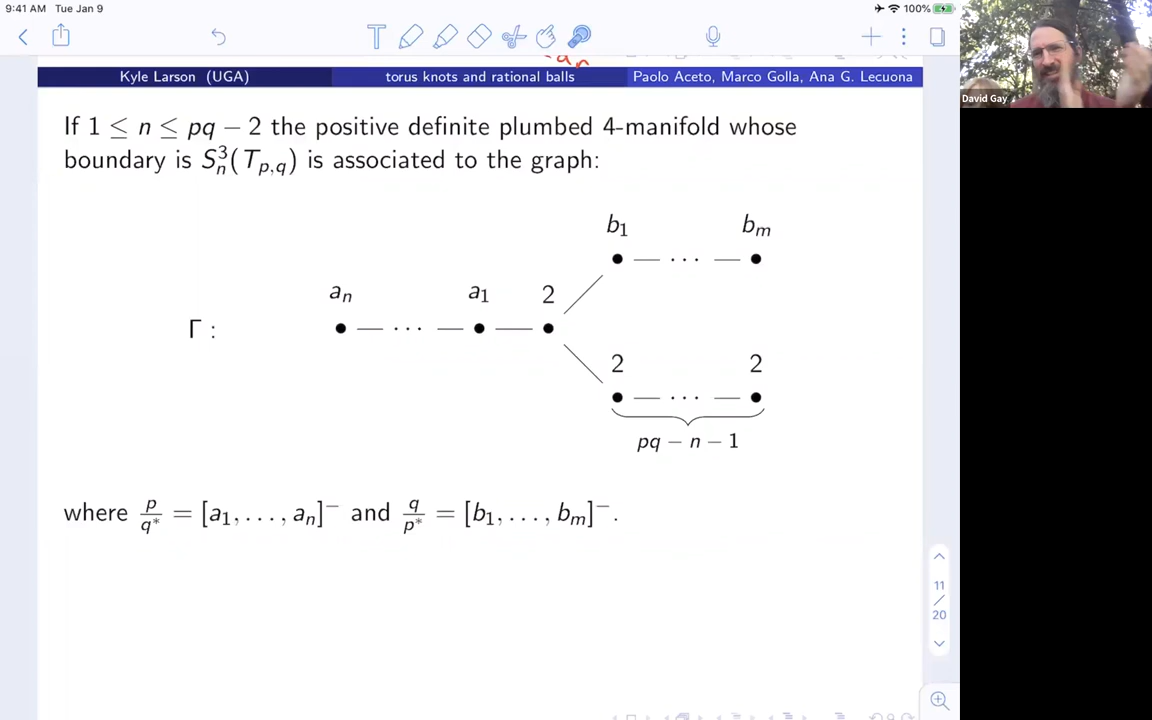 9:41 AM Tue Jan 9
100%
an
Kyle Larson (UGA) torus knots and rational balls Paolo Aceto, Marco Golla, Ana G. Lecuona
David Gay
If 1 ≤ n ≤ pq − 2 the positive definite plumbed 4-manifold whose
boundary is S³ₙ(Tp,q) is associated to the graph:
b₁ bₘ
· · ·
aₙ a₁ 2
Γ : · · ·
2 2
· · ·
pq − n − 1
where p/q* = [a₁, . . . , aₙ]⁻ and q/p* = [b₁, . . . , bₘ]⁻.
11
/
20